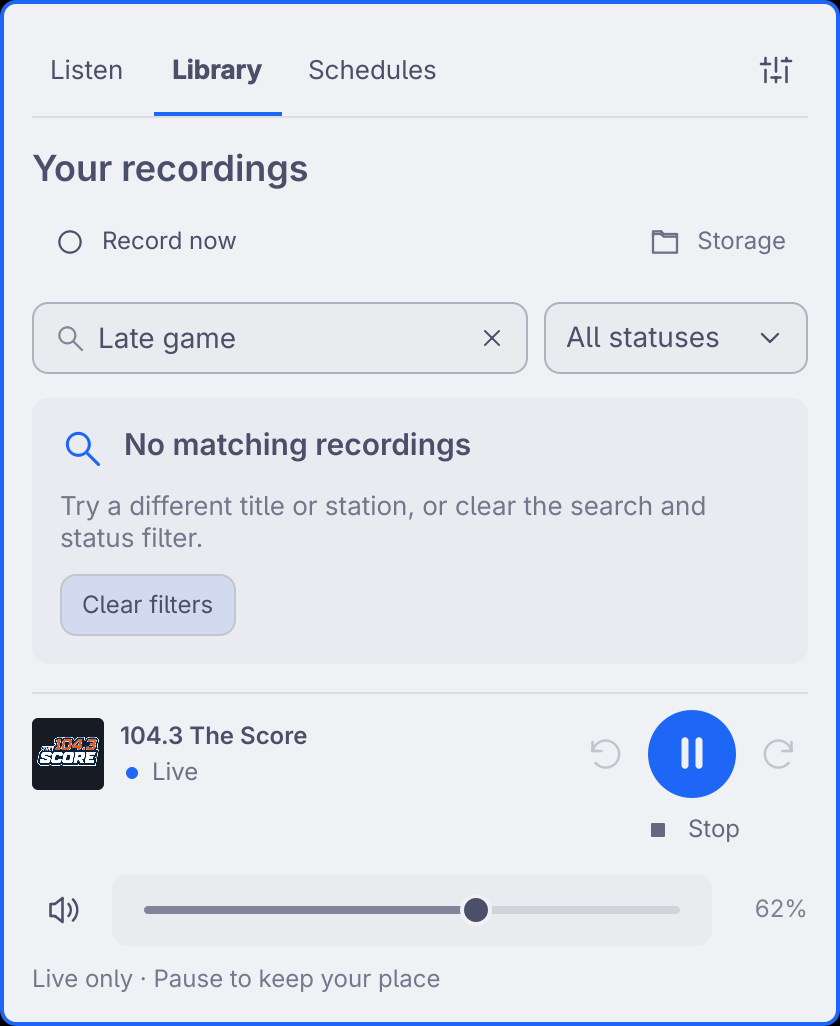 Listen Library Schedules
Your recordings
Record now Storage
Late game All statuses
No matching recordings
Try a different title or station, or clear the search and
status filter.
Clear filters
104.3
SCORE
104.3 The Score
Live
Stop
62%
Live only · Pause to keep your place